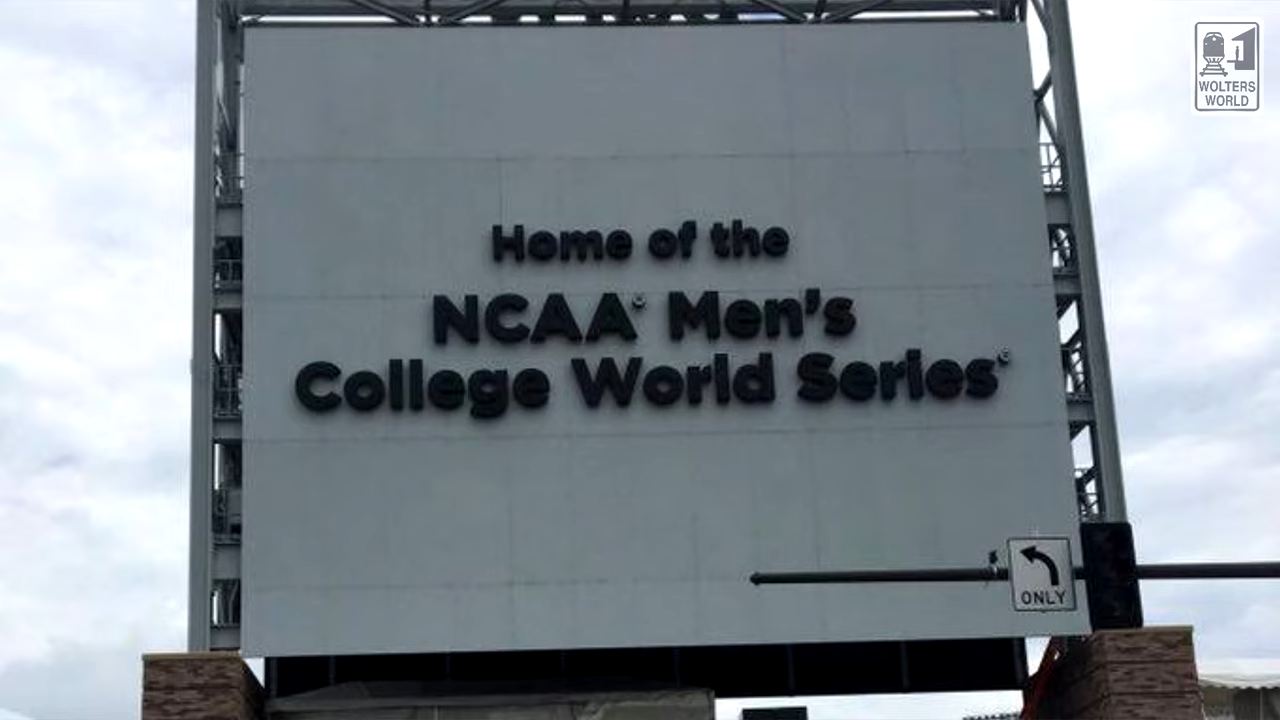 WOLTERS
WORLD
Home of the
NCAA® Men's
College World Series®
ONLY